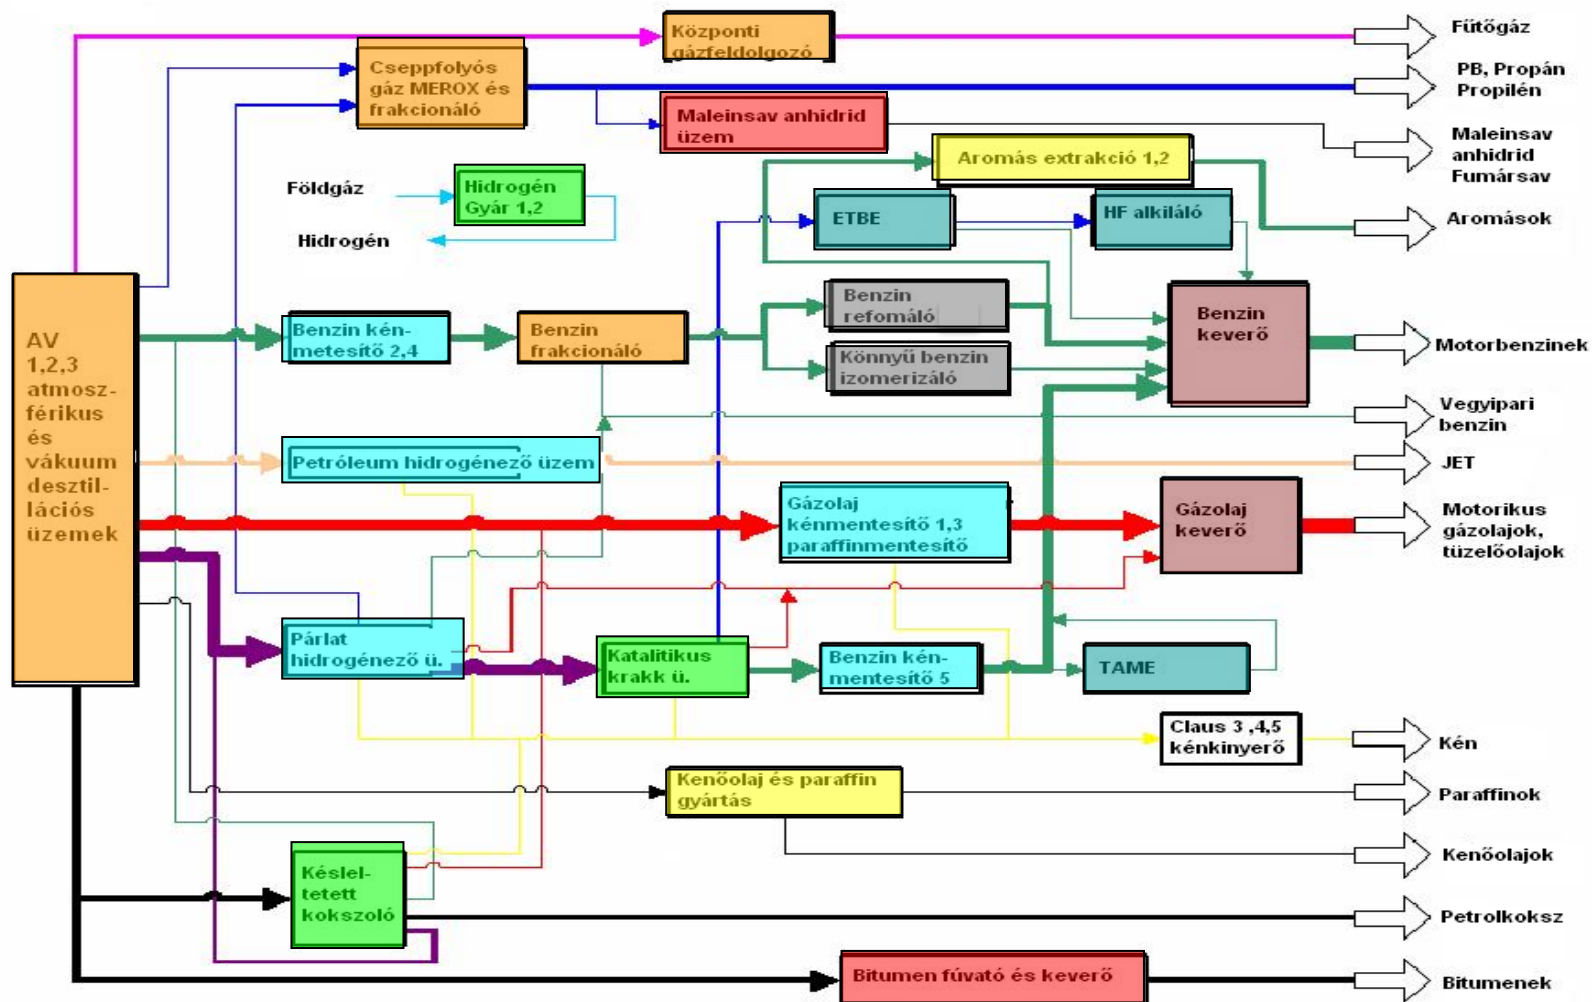 Központi
gázfeldolgozó
Fűtőgáz
Cseppfolyós
gáz MEROX és
frakcionáló
PB, Propán
Propilén
Maleinsav anhidrid
üzem
Maleinsav
anhidrid
Fumársav
Aromás extrakció 1,2
Földgáz
Hidrogén
Gyár 1,2
Hidrogén
ETBE
HF alkiláló
Aromások
AV
1,2,3
atmosz-
férikus
és
vákuum
desztil-
lációs
üzemek
Benzin kén-
metesítő 2,4
Benzin
frakcionáló
Benzin
refomáló
Könnyű benzin
izomerizáló
Benzin
keverő
Motorbenzinek
Vegyipari
benzin
Petróleum hidrogénező üzem
JET
Gázolaj
kénmentesítő 1,3
paraffinmentesítő
Gázolaj
keverő
Motorikus
gázolajok,
tüzelőolajok
Párlat
hidrogénező ü.
Katalitikus
krakk ü.
Benzin kén-
mentesítő 5
TAME
Claus 3 ,4,5
kénkinyerő
Kén
Kenőolaj és paraffin
gyártás
Paraffinok
Kenőolajok
Késlel-
tetett
kokszoló
Petrolkoksz
Bitumen fúvató és keverő
Bitumenek